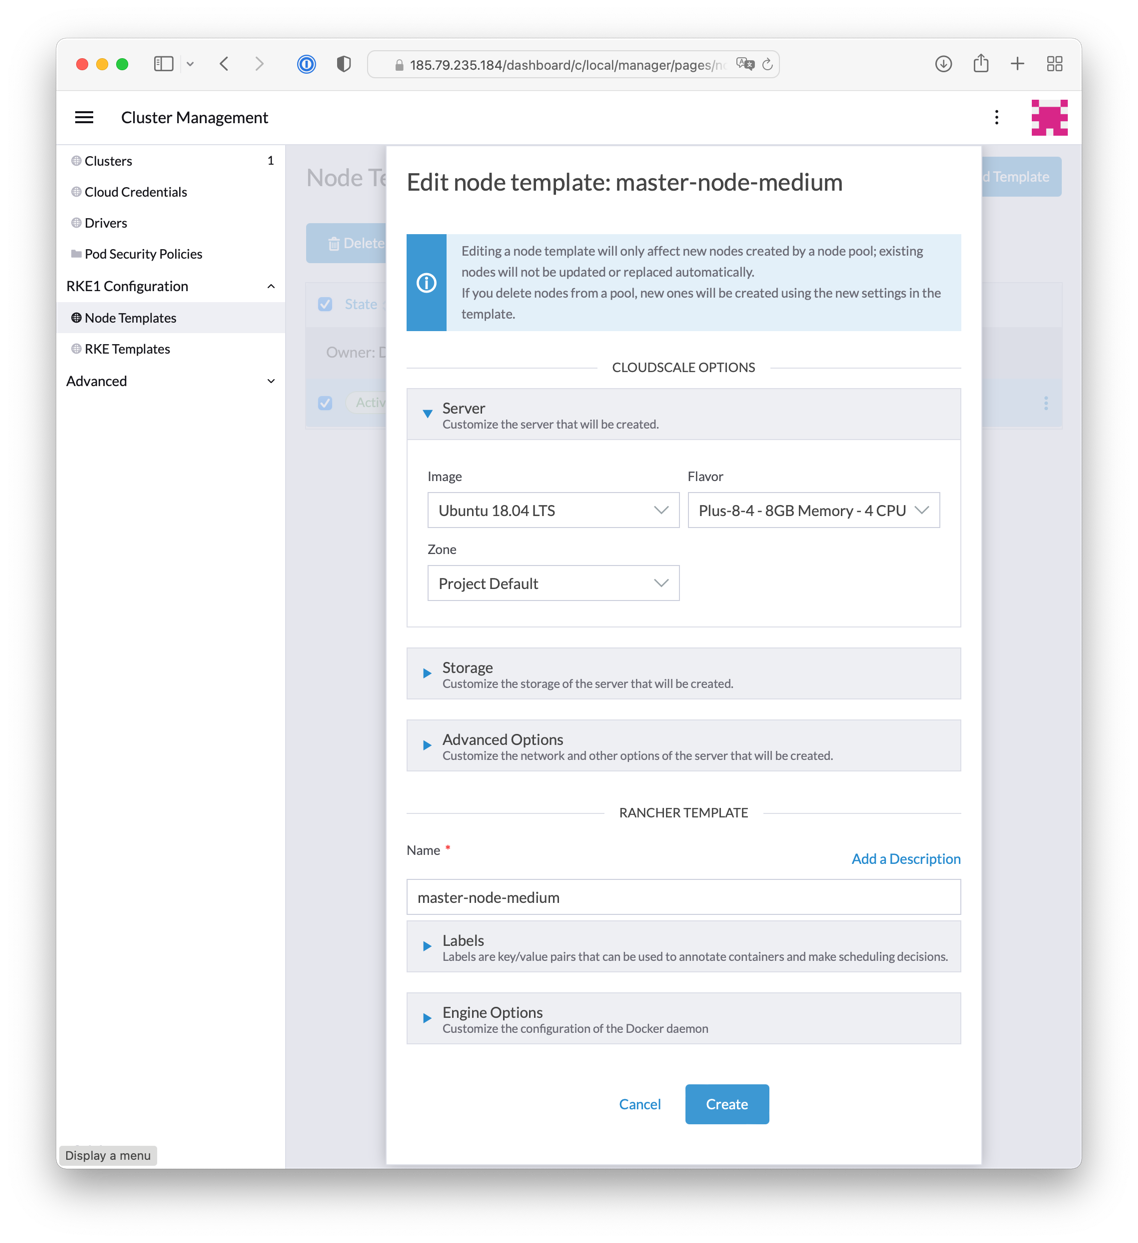 185.79.235.184/dashboard/c/local/manager/pages/n
Cluster Management
Clusters 1
Cloud Credentials
Drivers
Pod Security Policies
RKE1 Configuration
Node Templates
RKE Templates
Advanced
Node Te
d Template
Delete
State
Owner: D
Activ
Edit node template: master-node-medium
Editing a node template will only affect new nodes created by a node pool; existing
nodes will not be updated or replaced automatically.
If you delete nodes from a pool, new ones will be created using the new settings in the
template.
CLOUDSCALE OPTIONS
Server
Customize the server that will be created.
Image Flavor
Ubuntu 18.04 LTS Plus-8-4 - 8GB Memory - 4 CPU
Zone
Project Default
Storage
Customize the storage of the server that will be created.
Advanced Options
Customize the network and other options of the server that will be created.
RANCHER TEMPLATE
Name *
Add a Description
master-node-medium
Labels
Labels are key/value pairs that can be used to annotate containers and make scheduling decisions.
Engine Options
Customize the configuration of the Docker daemon
Cancel Create
Display a menu